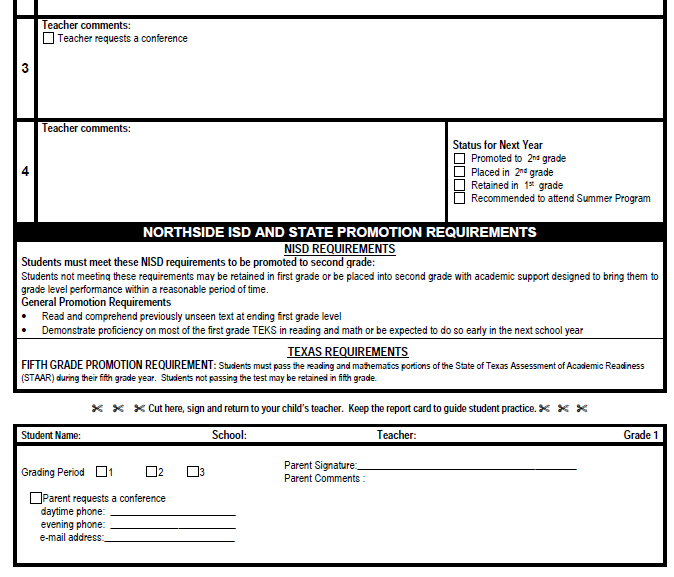 Teacher comments:
Teacher requests a conference
3
Teacher comments:
4
Status for Next Year
Promoted to 2nd grade
Placed in 2nd grade
Retained in 1st grade
Recommended to attend Summer Program
NORTHSIDE ISD AND STATE PROMOTION REQUIREMENTS
NISD REQUIREMENTS
Students must meet these NISD requirements to be promoted to second grade:
Students not meeting these requirements may be retained in first grade or be placed into second grade with academic support designed to bring them to
grade level performance within a reasonable period of time.
General Promotion Requirements
• Read and comprehend previously unseen text at ending first grade level
• Demonstrate proficiency on most of the first grade TEKS in reading and math or be expected to do so early in the next school year
TEXAS REQUIREMENTS
FIFTH GRADE PROMOTION REQUIREMENT: Students must pass the reading and mathematics portions of the State of Texas Assessment of Academic Readiness
(STAAR) during their fifth grade year. Students not passing the test may be retained in fifth grade.
Cut here, sign and return to your child's teacher. Keep the report card to guide student practice.
Student Name: School: Teacher: Grade 1
Grading Period 1 2 3
Parent Signature:
Parent Comments :
Parent requests a conference
daytime phone:
evening phone:
e-mail address: